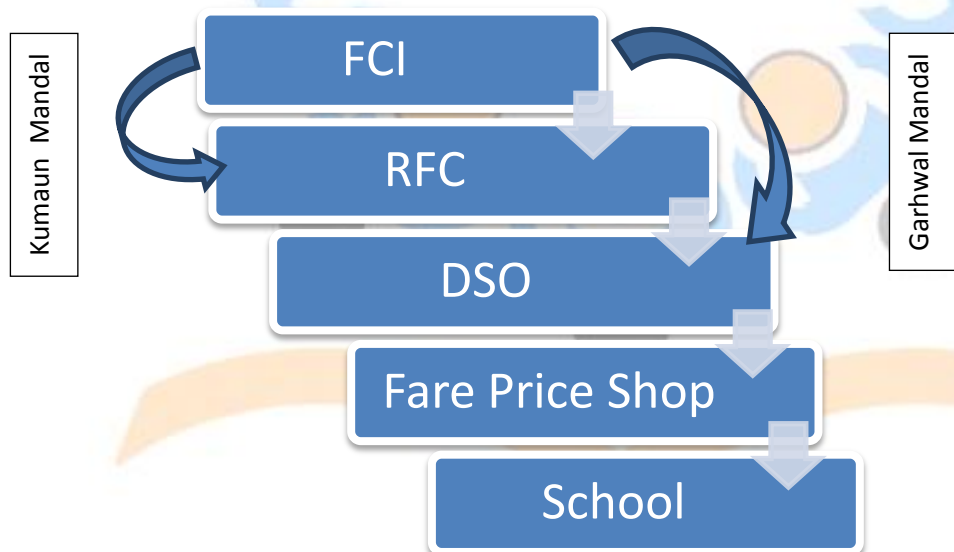 Kumaun Mandal
FCI
Garhwal Mandal
RFC
DSO
Fare Price Shop
School